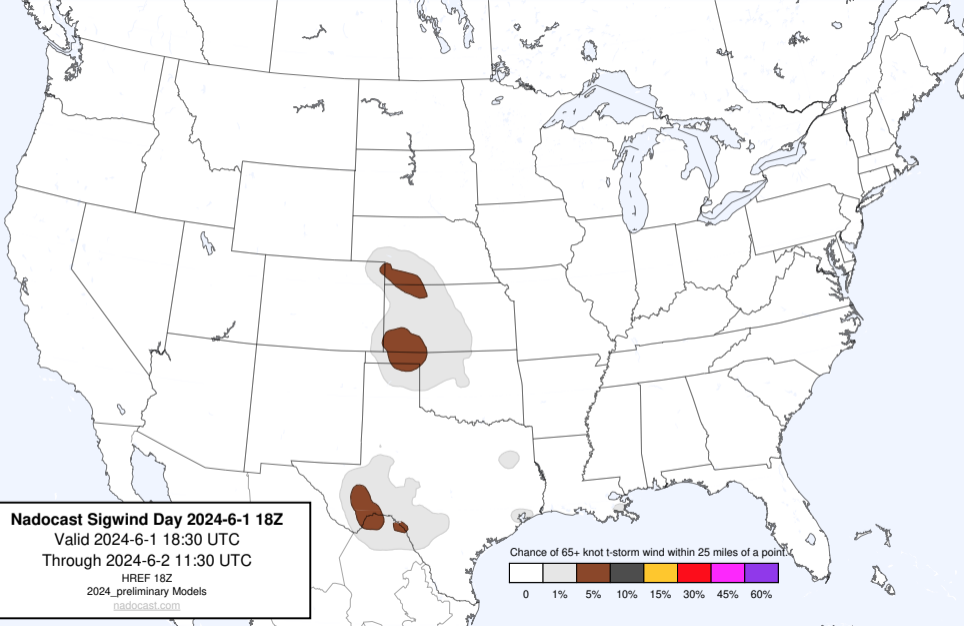 Nadocast Sigwind Day 2024-6-1 18Z
Valid 2024-6-1 18:30 UTC
Through 2024-6-2 11:30 UTC
HREF 18Z
2024_preliminary Models
nadocast.com
Chance of 65+ knot t-storm wind within 25 miles of a point.
0 1% 5% 10% 15% 30% 45% 60%